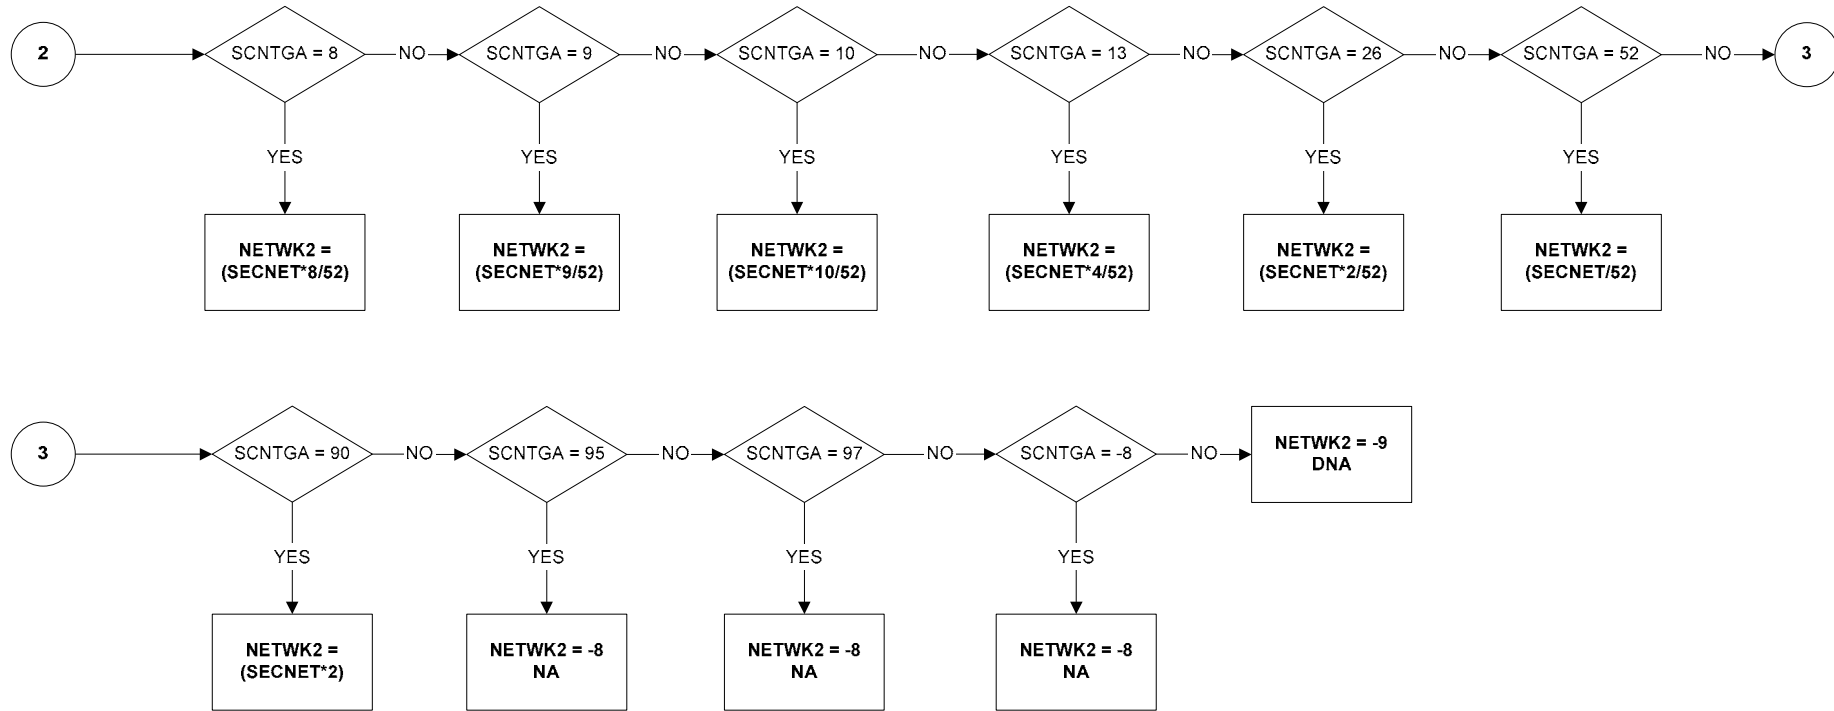 2
SCNTGA = 8
NO
SCNTGA = 9
NO
SCNTGA = 10
NO
SCNTGA = 13
NO
SCNTGA = 26
NO
SCNTGA = 52
NO
3
YES
YES
YES
YES
YES
YES
NETWK2 =
(SECNET*8/52)
NETWK2 =
(SECNET*9/52)
NETWK2 =
(SECNET*10/52)
NETWK2 =
(SECNET*4/52)
NETWK2 =
(SECNET*2/52)
NETWK2 =
(SECNET/52)
3
SCNTGA = 90
NO
SCNTGA = 95
NO
SCNTGA = 97
NO
SCNTGA = -8
NO
NETWK2 = -9
DNA
YES
YES
YES
YES
NETWK2 =
(SECNET*2)
NETWK2 = -8
NA
NETWK2 = -8
NA
NETWK2 = -8
NA